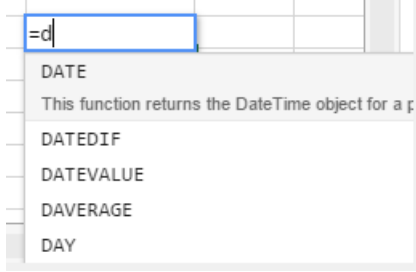 =d
DATE
This function returns the DateTime object for a
DATEDIF
DATEVALUE
DAVERAGE
DAY